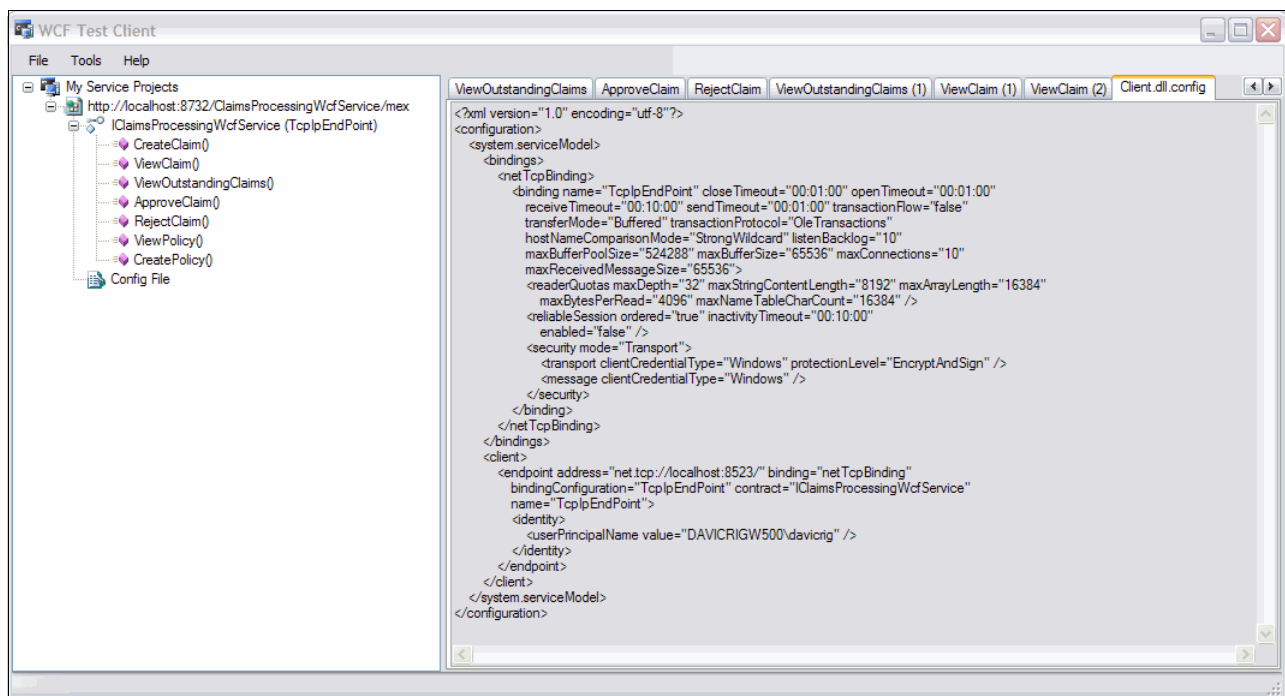 WCF Test Client
File Tools Help
My Service Projects
http://localhost:8732/ClaimsProcessingWcfService/mex
IClaimsProcessingWcfService (TcpIpEndPoint)
CreateClaim()
ViewClaim()
ViewOutstandingClaims()
ApproveClaim()
RejectClaim()
ViewPolicy()
CreatePolicy()
Config File
ViewOutstandingClaims ApproveClaim RejectClaim ViewOutstandingClaims (1) ViewClaim (1) ViewClaim (2) Client.dll.config
<?xml version="1.0" encoding="utf-8"?>
<configuration>
<system.serviceModel>
<bindings>
<netTcpBinding>
<binding name="TcpIpEndPoint" closeTimeout="00:01:00" openTimeout="00:01:00"
receiveTimeout="00:10:00" sendTimeout="00:01:00" transactionFlow="false"
transferMode="Buffered" transactionProtocol="OleTransactions"
hostNameComparisonMode="StrongWildcard" listenBacklog="10"
maxBufferPoolSize="524288" maxBufferSize="65536" maxConnections="10"
maxReceivedMessageSize="65536">
<readerQuotas maxDepth="32" maxStringContentLength="8192" maxArrayLength="16384"
maxBytesPerRead="4096" maxNameTableCharCount="16384" />
<reliableSession ordered="true" inactivityTimeout="00:10:00"
enabled="false" />
<security mode="Transport">
<transport clientCredentialType="Windows" protectionLevel="EncryptAndSign" />
<message clientCredentialType="Windows" />
</security>
</binding>
</netTcpBinding>
</bindings>
<client>
<endpoint address="net.tcp://localhost:8523/" binding="netTcpBinding"
bindingConfiguration="TcpIpEndPoint" contract="IClaimsProcessingWcfService"
name="TcpIpEndPoint">
<identity>
<userPrincipalName value="DAVICRIGW500\davicrig" />
</identity>
</endpoint>
</client>
</system.serviceModel>
</configuration>